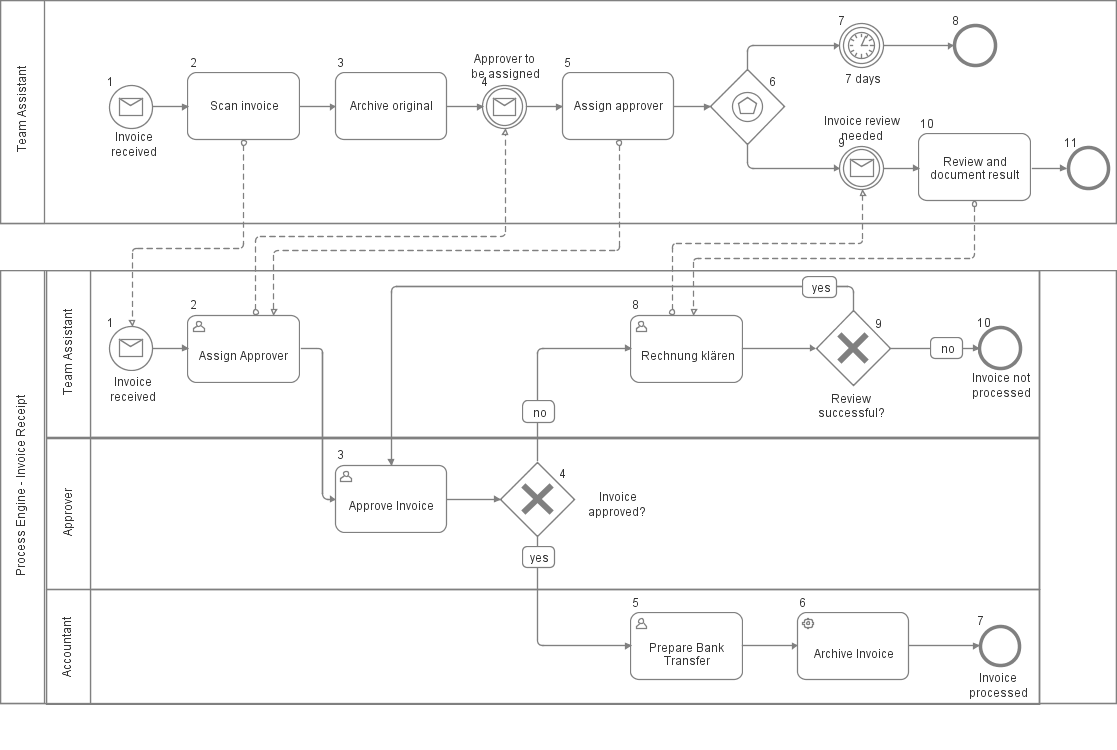 Team Assistant
1
Invoice
received
2
Scan invoice
3
Archive original
Approver to
be assigned
4
5
Assign approver
6
7
7 days
8
Invoice review
needed
9
10
Review and
document result
11
Process Engine - Invoice Receipt
Team Assistant
1
Invoice
received
2
Assign Approver
yes
8
Rechnung klären
9
Review
successful?
no
10
Invoice not
processed
no
Approver
3
Approve Invoice
4
Invoice
approved?
yes
Accountant
5
Prepare Bank
Transfer
6
Archive Invoice
7
Invoice
processed